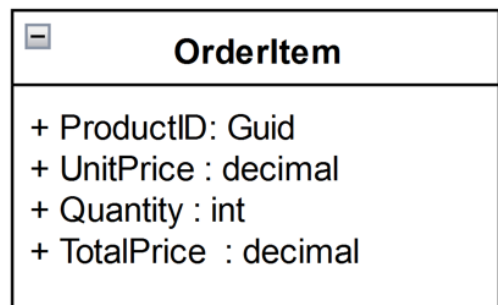 OrderItem
+ ProductID: Guid
+ UnitPrice : decimal
+ Quantity : int
+ TotalPrice  : decimal